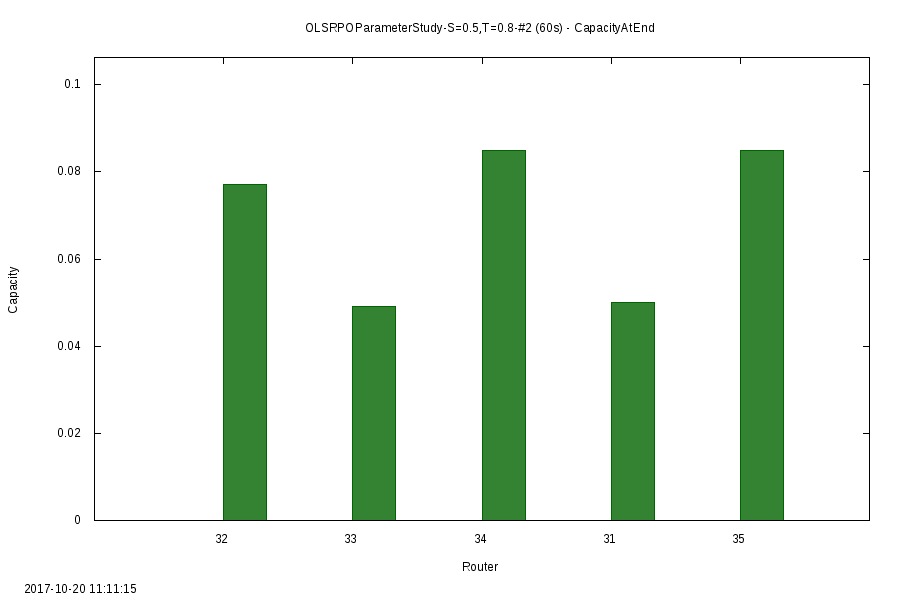 OLSRPOParameterStudy-S=0.5,T=0.8-#2 (60s) - CapacityAtEnd
0.1
0.08
0.06
0.04
0.02
0
Capacity
32 33 34 31 35
Router
2017-10-20 11:11:15